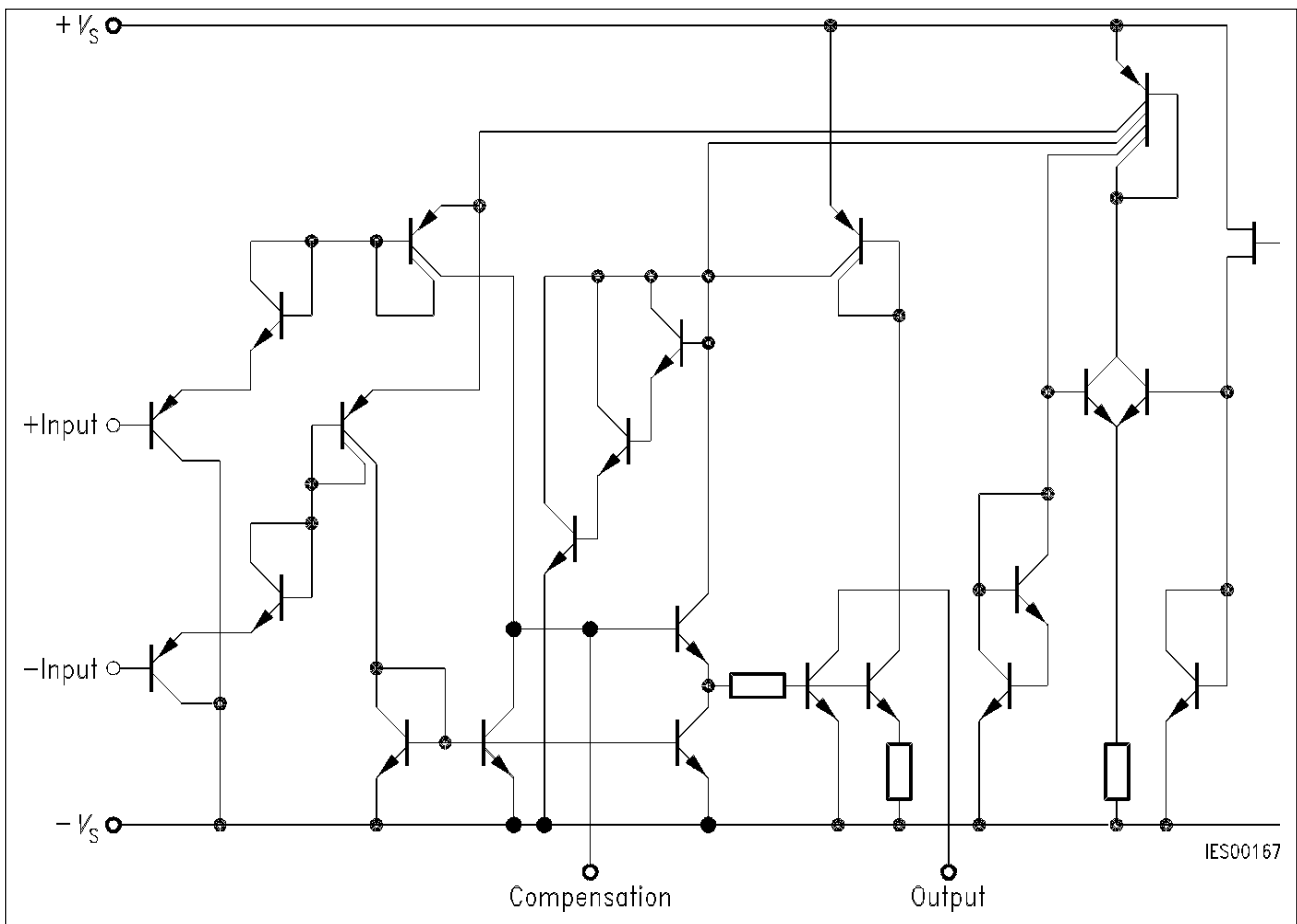 +Vs
+Input
-Input
-Vs
IES00167
Compensation
Output